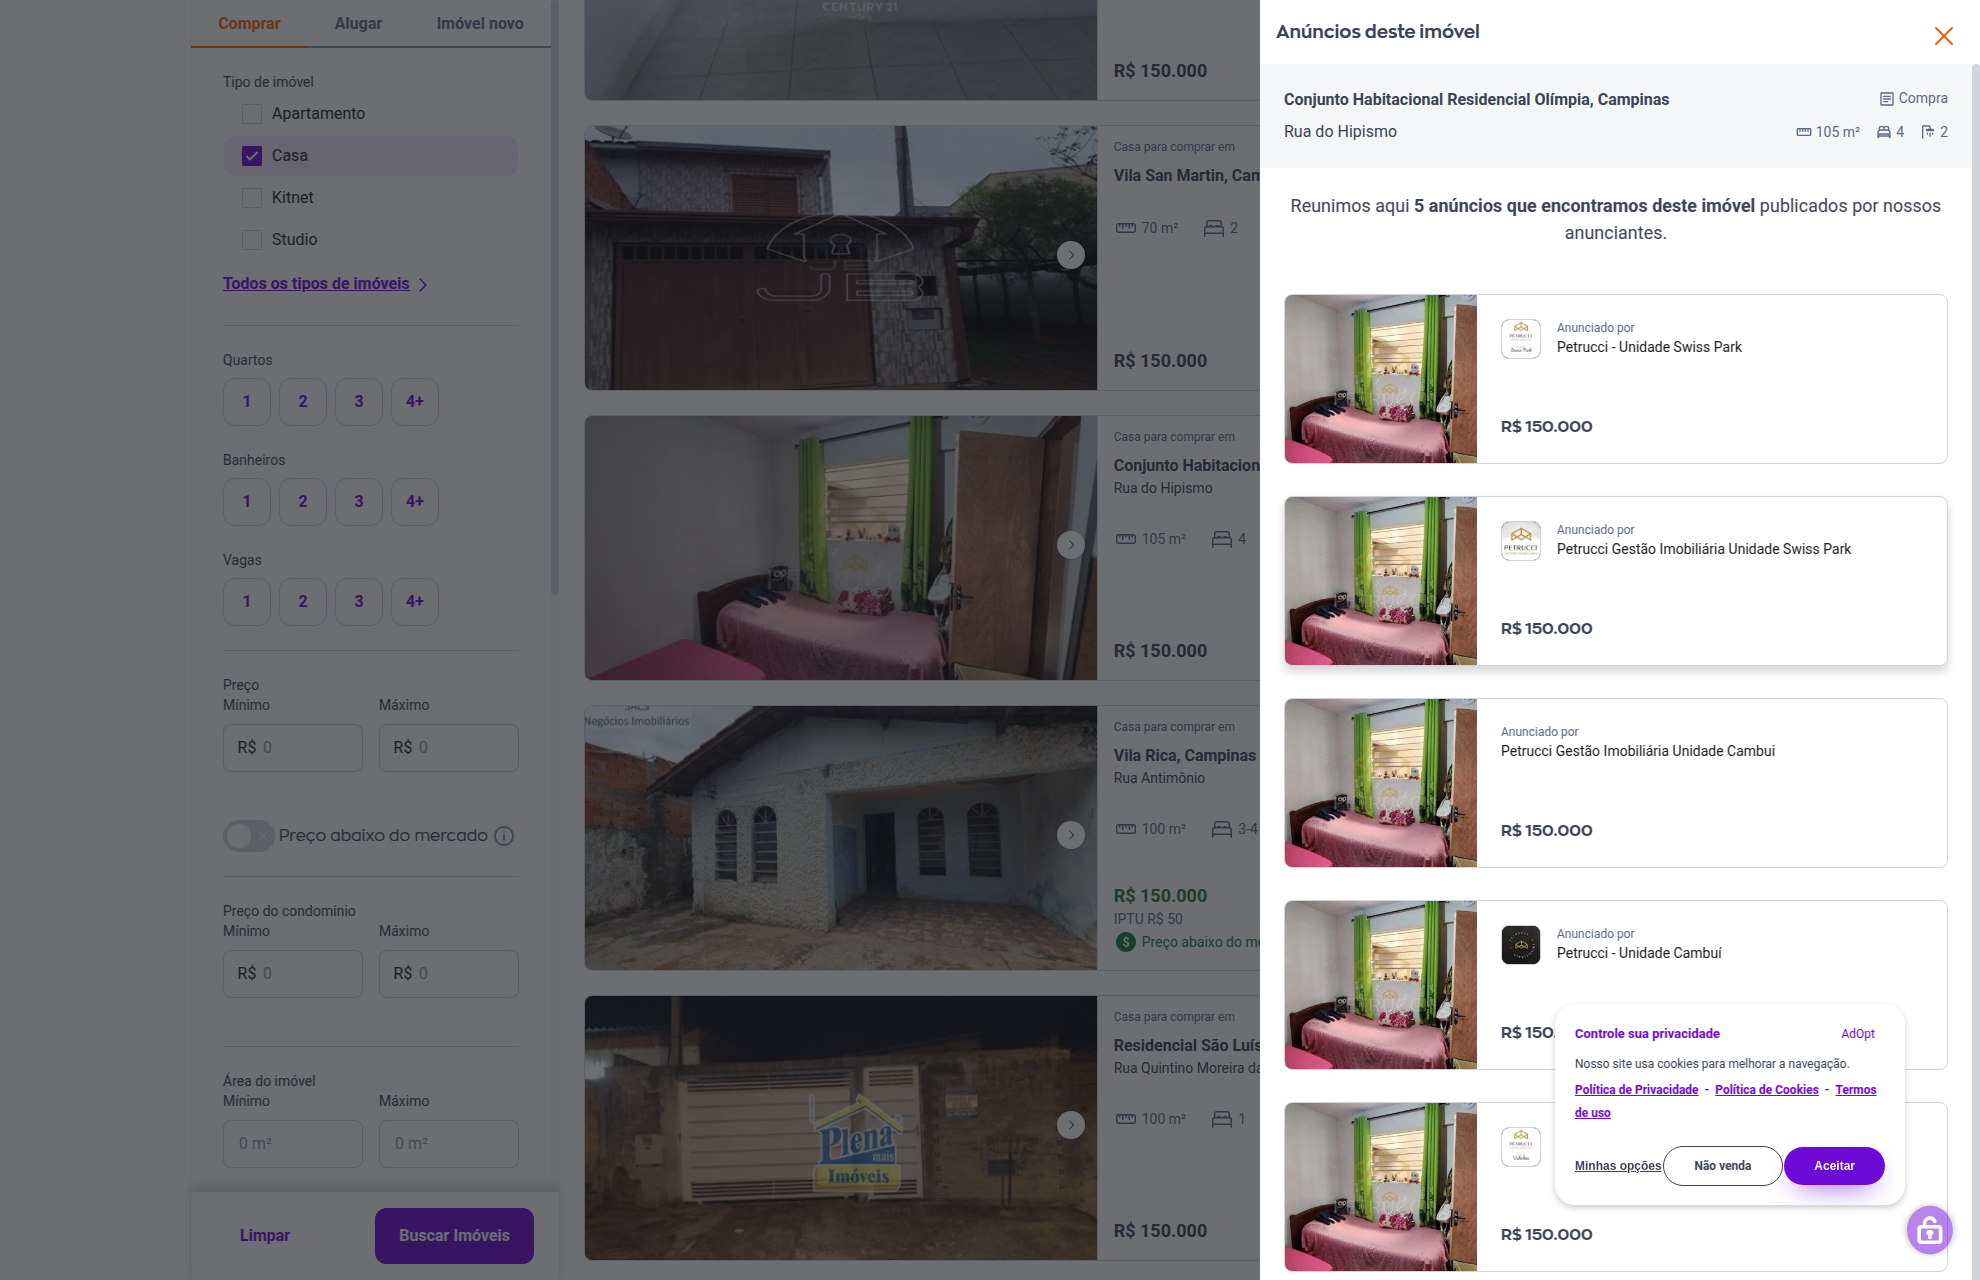 Comprar
Alugar
Imóvel novo
Tipo de imóvel
Apartamento
Casa
Kitnet
Studio
Todos os tipos de imóveis
Quartos
1
2
3
4+
Banheiros
1
2
3
4+
Vagas
1
2
3
4+
Preço
Mínimo
Máximo
R$ 0
R$ 0
Preço abaixo do mercado
Preço do condomínio
Mínimo
Máximo
R$ 0
R$ 0
Área do imóvel
Mínimo
Máximo
0 m²
0 m²
Limpar
Buscar Imóveis
CENTURY 21
R$ 150.000
JEB
Casa para comprar em
Vila San Martin, Cam
70 m²
2
R$ 150.000
Casa para comprar em
Conjunto Habitacion
Rua do Hipismo
105 m²
4
R$ 150.000
Negócios Imobiliários
Casa para comprar em
Vila Rica, Campinas
Rua Antimônio
100 m²
3-4
R$ 150.000
IPTU R$ 50
Preço abaixo do me
Plena
mais
Imóveis
Casa para comprar em
Residencial São Luís
Rua Quintino Moreira da
100 m²
1
R$ 150.000
Anúncios deste imóvel
Conjunto Habitacional Residencial Olímpia, Campinas
Compra
Rua do Hipismo
105 m²
4
2
Reunimos aqui 5 anúncios que encontramos deste imóvel publicados por nossos
anunciantes.
PETRUCCI
Swiss Park
Anunciado por
Petrucci - Unidade Swiss Park
R$ 150.000
PETRUCCI
Anunciado por
Petrucci Gestão Imobiliária Unidade Swiss Park
R$ 150.000
Anunciado por
Petrucci Gestão Imobiliária Unidade Cambui
R$ 150.000
Anunciado por
Petrucci - Unidade Cambuí
R$ 150.
PETRUCCI
R$ 150.000
Controle sua privacidade
AdOpt
Nosso site usa cookies para melhorar a navegação.
Política de Privacidade - Política de Cookies - Termos
de uso
Minhas opções
Não venda
Aceitar